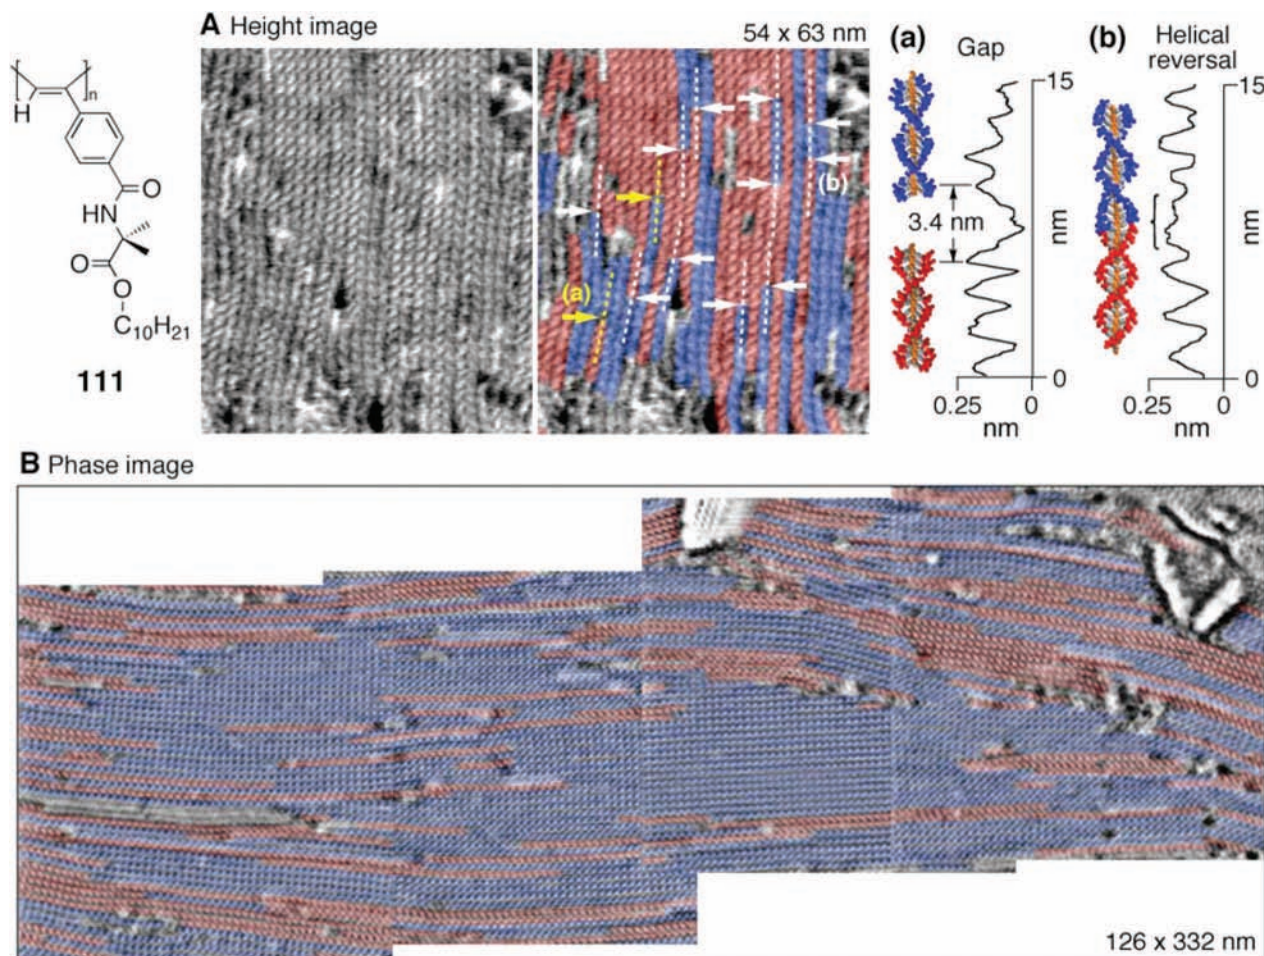 A Height image
54 x 63 nm
(a)
Gap
(b)
Helical
reversal
[ ]n
H
O
HN
O
O
C10H21
111
(a)
(b)
15
3.4 nm
nm
0
0.25
0
nm
15
nm
0
0.25
0
nm
B Phase image
126 x 332 nm